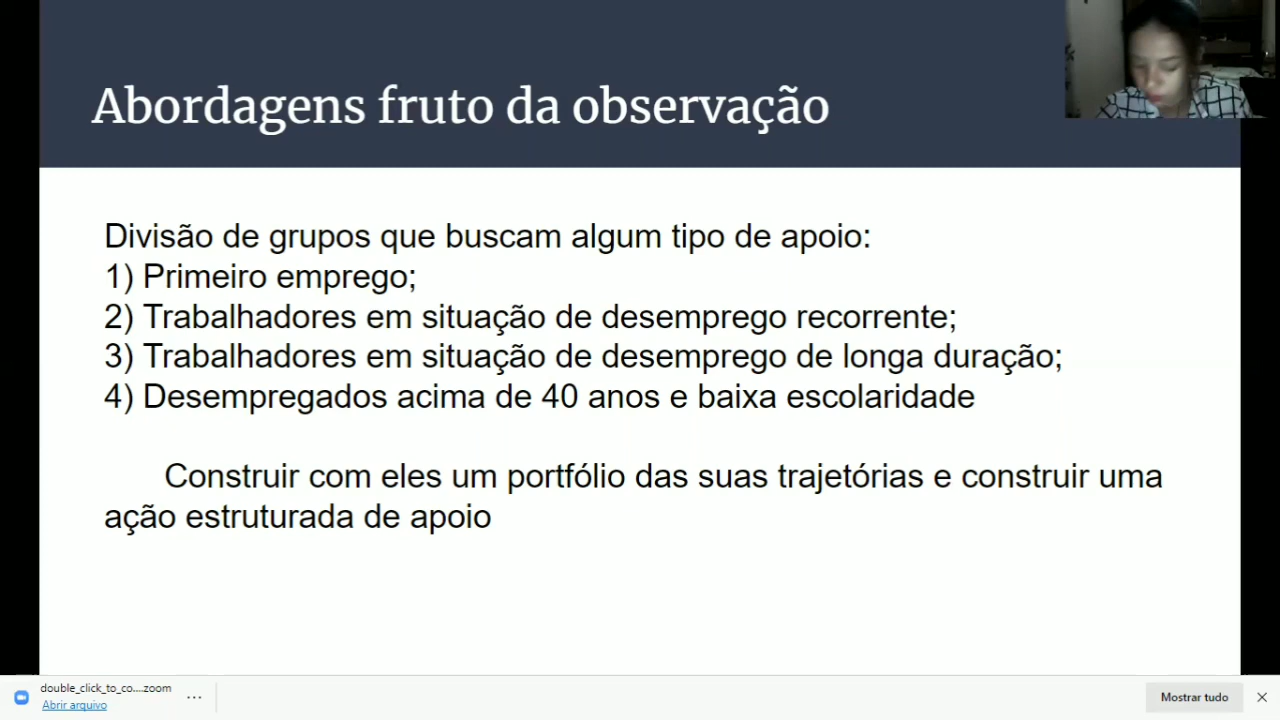 Abordagens fruto da observação
Divisão de grupos que buscam algum tipo de apoio:
1) Primeiro emprego;
2) Trabalhadores em situação de desemprego recorrente;
3) Trabalhadores em situação de desemprego de longa duração;
4) Desempregados acima de 40 anos e baixa escolaridade
Construir com eles um portfólio das suas trajetórias e construir uma
ação estruturada de apoio
double_click_to_co....zoom
Abrir arquivo
Mostrar tudo